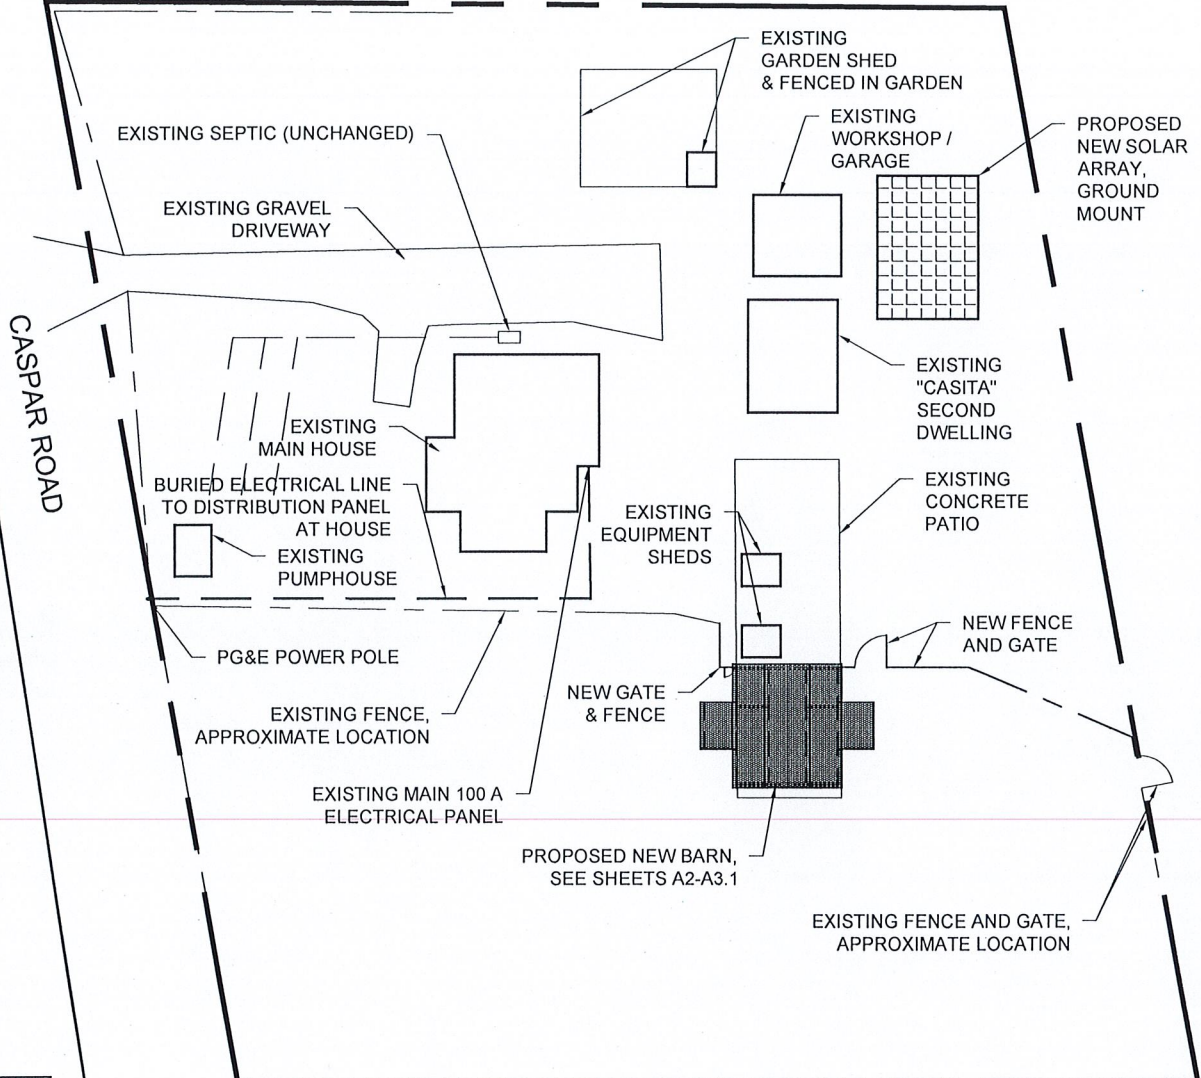 EXISTING
GARDEN SHED
& FENCED IN GARDEN
EXISTING
WORKSHOP /
GARAGE
PROPOSED
NEW SOLAR
ARRAY,
GROUND
MOUNT
EXISTING SEPTIC (UNCHANGED)
EXISTING GRAVEL
DRIVEWAY
CASPAR ROAD
EXISTING
"CASITA"
SECOND
DWELLING
EXISTING
MAIN HOUSE
BURIED ELECTRICAL LINE
TO DISTRIBUTION PANEL
AT HOUSE
EXISTING
CONCRETE
PATIO
EXISTING
EQUIPMENT
SHEDS
EXISTING
PUMPHOUSE
NEW FENCE
AND GATE
PG&E POWER POLE
NEW GATE
& FENCE
EXISTING FENCE,
APPROXIMATE LOCATION
EXISTING MAIN 100 A
ELECTRICAL PANEL
PROPOSED NEW BARN,
SEE SHEETS A2-A3.1
EXISTING FENCE AND GATE,
APPROXIMATE LOCATION